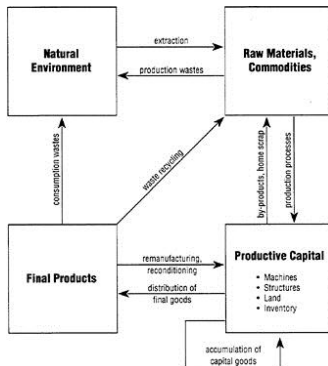 Natural
Environment
extraction
production wastes
Raw Materials,
Commodities
consumption wastes
waste recycling
by-products, home scrap
production processes
Final Products
remanufacturing,
reconditioning
distribution of
final goods
Productive Capital
• Machines
• Structures
• Land
• Inventory
accumulation of
capital goods